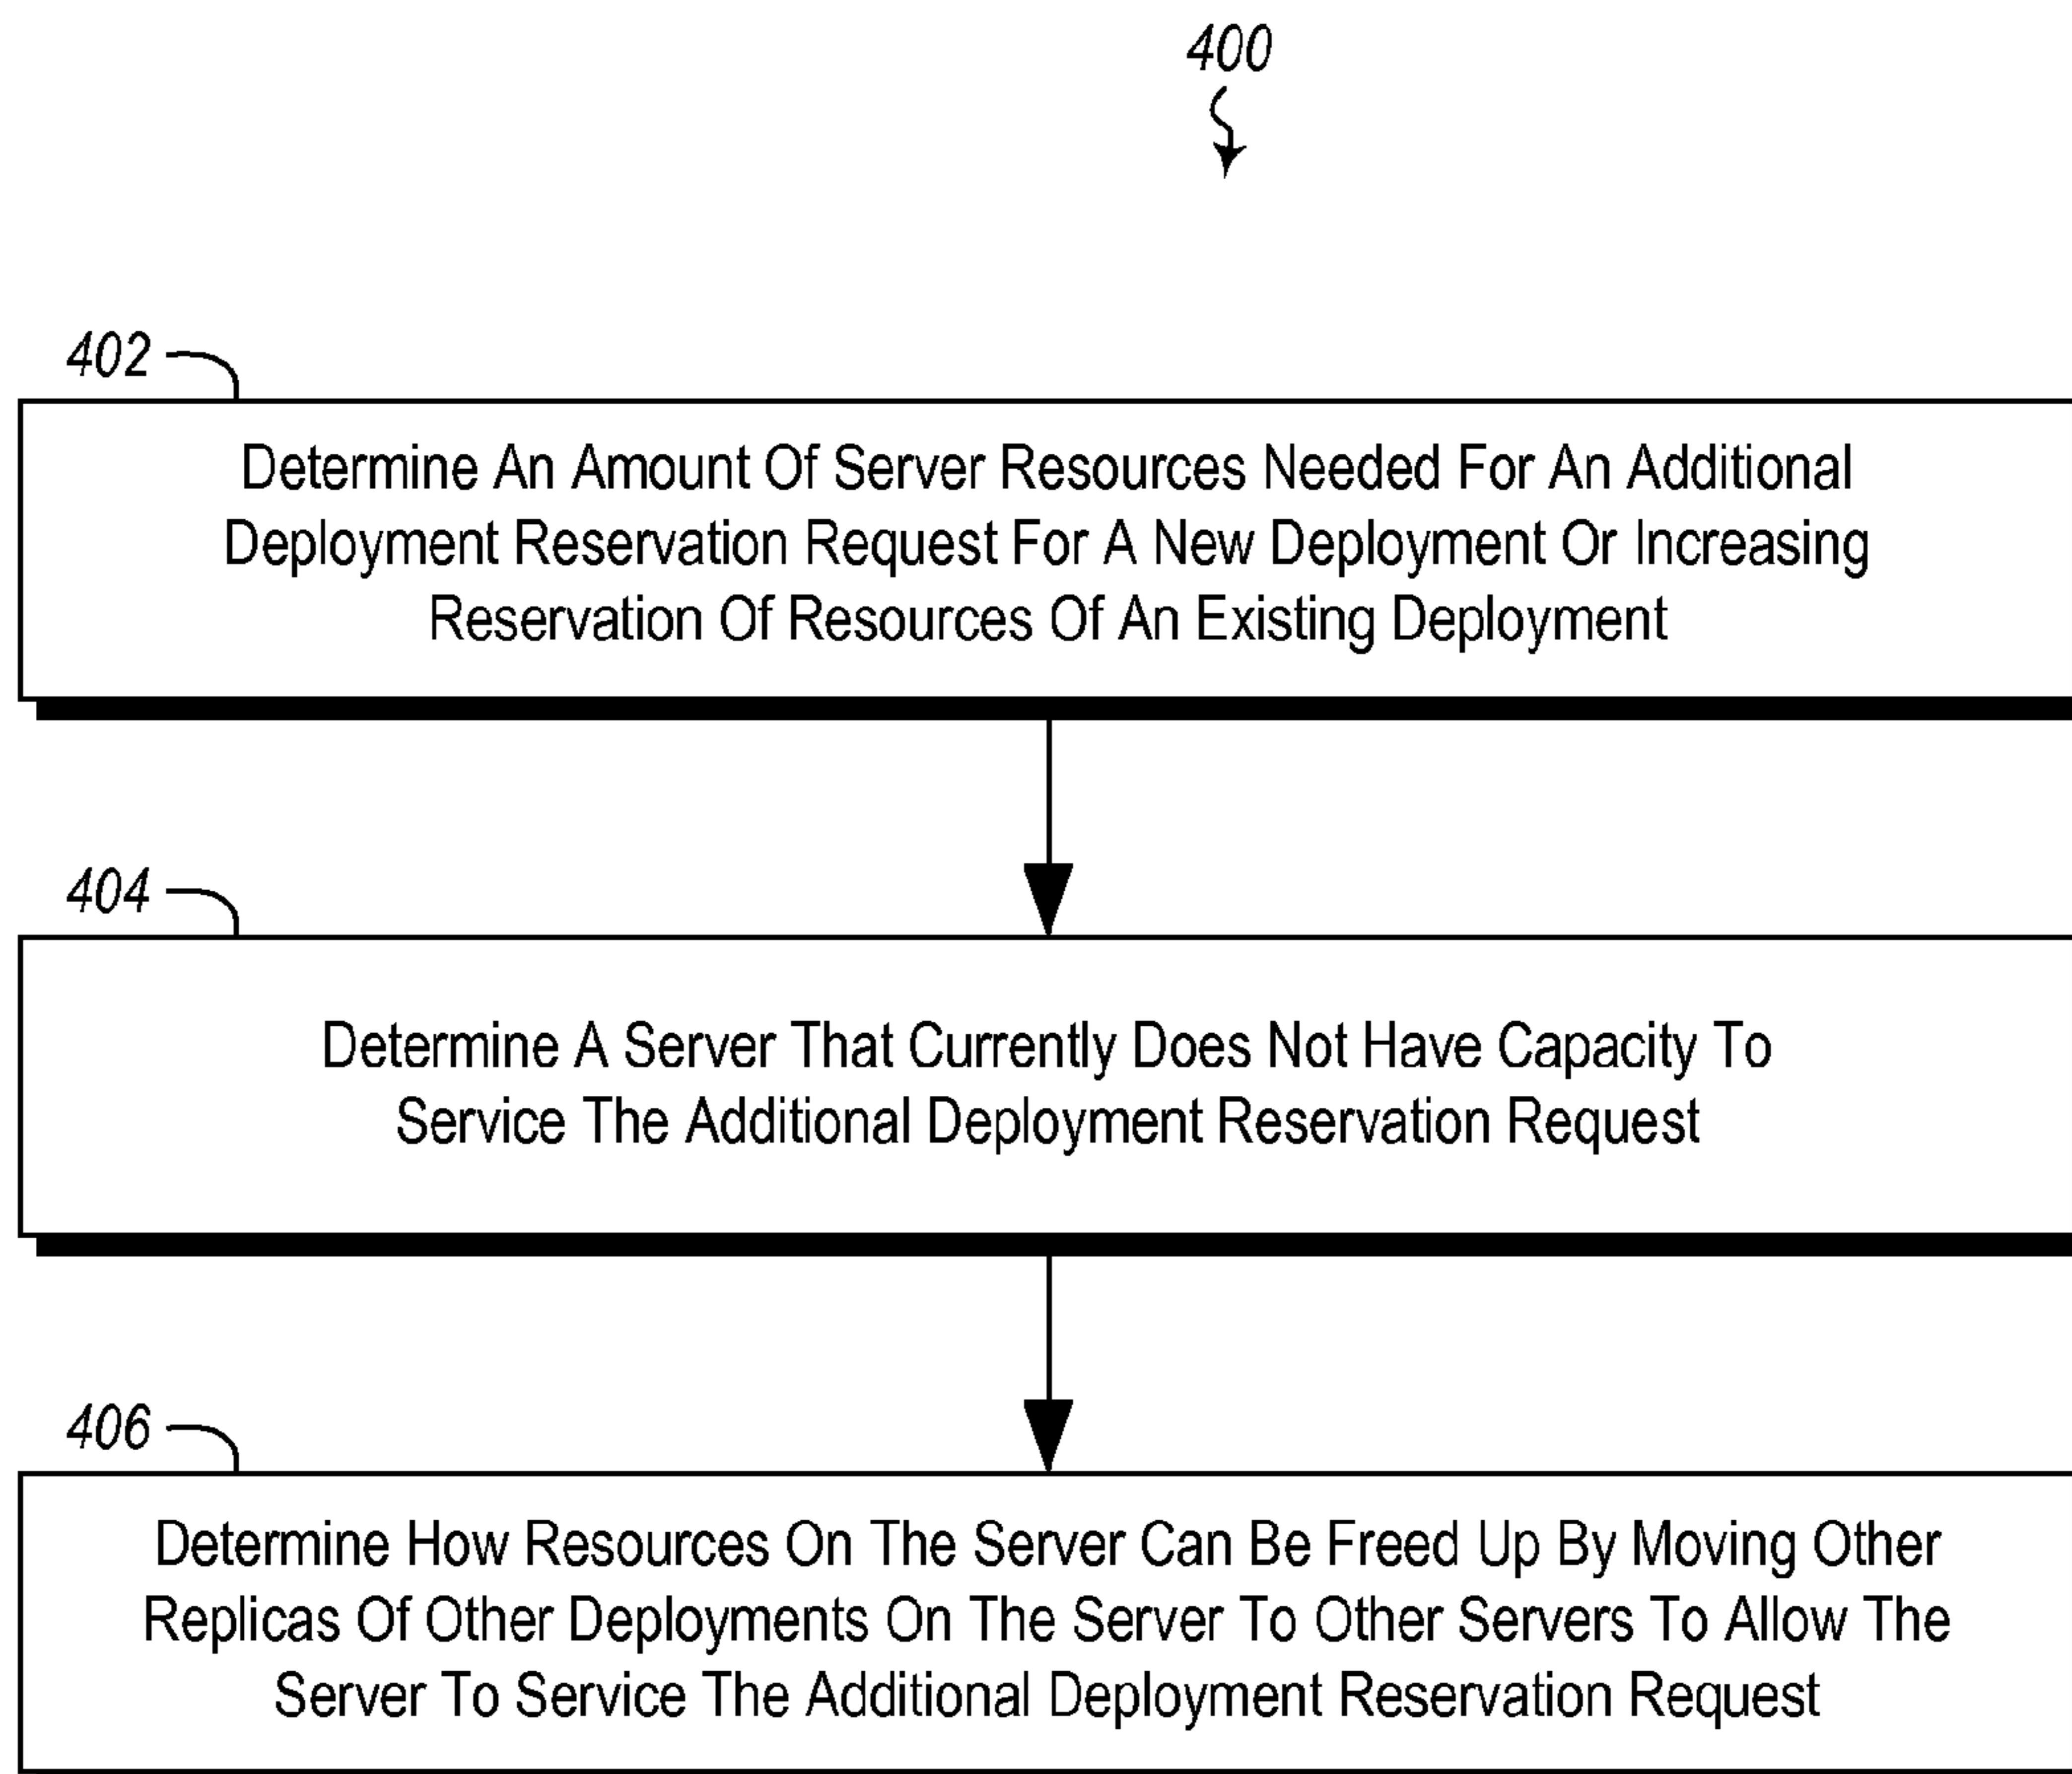 400
402
Determine An Amount Of Server Resources Needed For An Additional
Deployment Reservation Request For A New Deployment Or Increasing
Reservation Of Resources Of An Existing Deployment
404
Determine A Server That Currently Does Not Have Capacity To
Service The Additional Deployment Reservation Request
406
Determine How Resources On The Server Can Be Freed Up By Moving Other
Replicas Of Other Deployments On The Server To Other Servers To Allow The
Server To Service The Additional Deployment Reservation Request